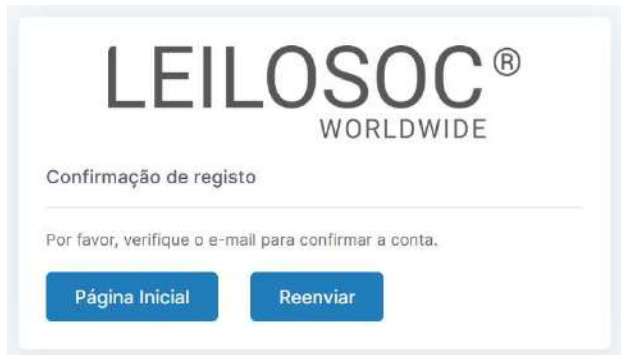 LEILOSOC®
WORLDWIDE
Confirmação de registo
Por favor, verifique o e-mail para confirmar a conta.
Página Inicial Reenviar